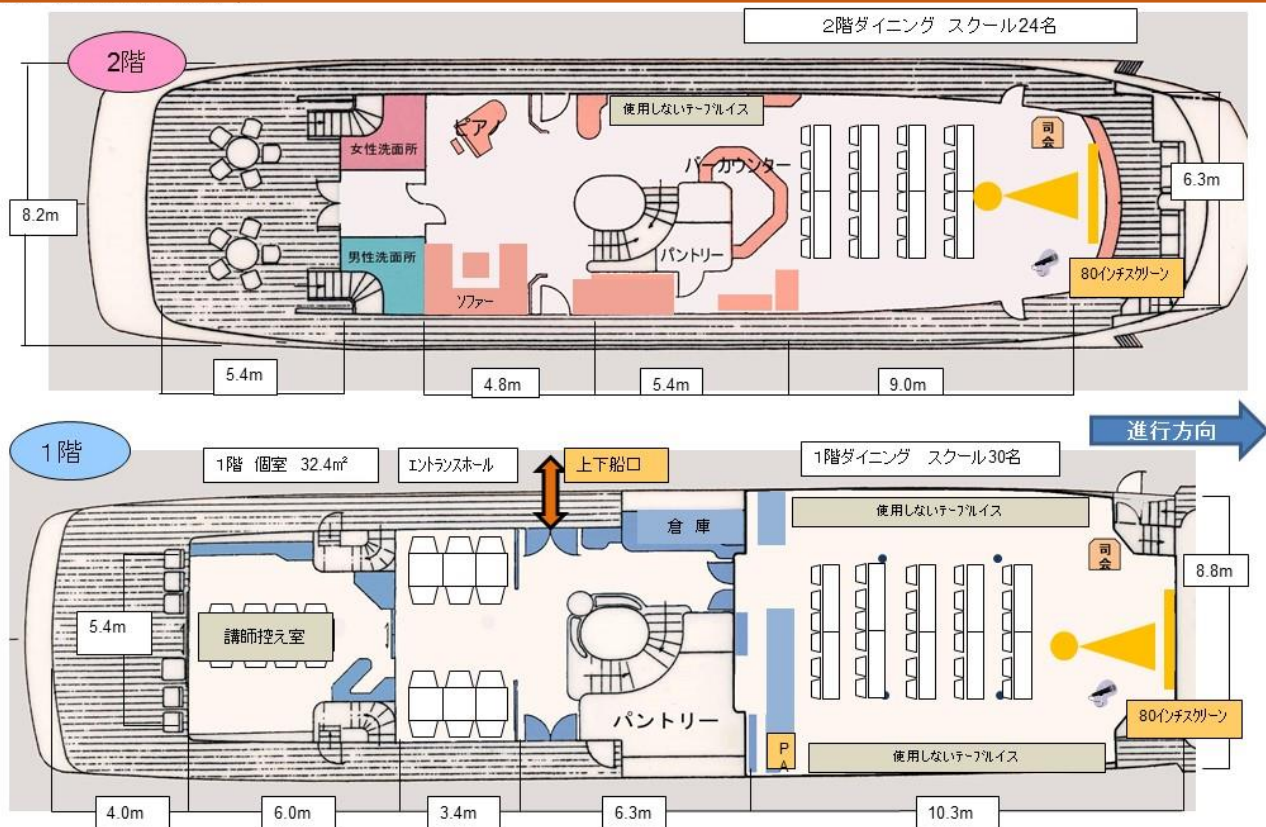 2階ダイニング スクール24名
2階
使用しないテーブルイス
ピアノ
司会
女性洗面所
バーカウンター
6.3m
8.2m
男性洗面所
パントリー
80インチスクリーン
ソファー
5.4m
4.8m
5.4m
9.0m
進行方向
1階
1階 個室 32.4㎡
エントランスホール
上下船口
1階ダイニング スクール30名
使用しないテーブルイス
倉庫
司会
8.8m
5.4m
講師控え室
パントリー
80インチスクリーン
PA
使用しないテーブルイス
4.0m
6.0m
3.4m
6.3m
10.3m